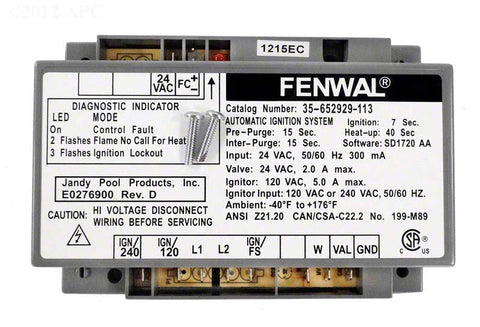 ©2012 APC
1215EC
24 VAC FC+ −
FENWAL®
DIAGNOSTIC INDICATOR
LED MODE
On Control Fault
2 Flashes Flame No Call For Heat
3 Flashes Ignition Lockout
Jandy Pool Products, Inc.
E0276900 Rev. D
CAUTION: HI VOLTAGE DISCONNECT
WIRING BEFORE SERVICING
Catalog Number: 35-652929-113
AUTOMATIC IGNITION SYSTEM Ignition: 7 Sec.
Pre-Purge: 15 Sec. Heat-up: 40 Sec
Inter-Purge: 15 Sec. Software: SD1720 AA
Input: 24 VAC, 50/60 Hz 300 mA
Valve: 24 VAC, 2.0 A max.
Igniter: 120 VAC, 5.0 A max.
Ignitor Input: 120 VAC or 240 VAC, 50/60 HZ.
Ambient: -40°F to +176°F
ANSI Z21.20 CAN/CSA-C22.2 No. 199-M89
IGN/240 IGN/120 L1 L2 IGN/FS W VAL GND
C US